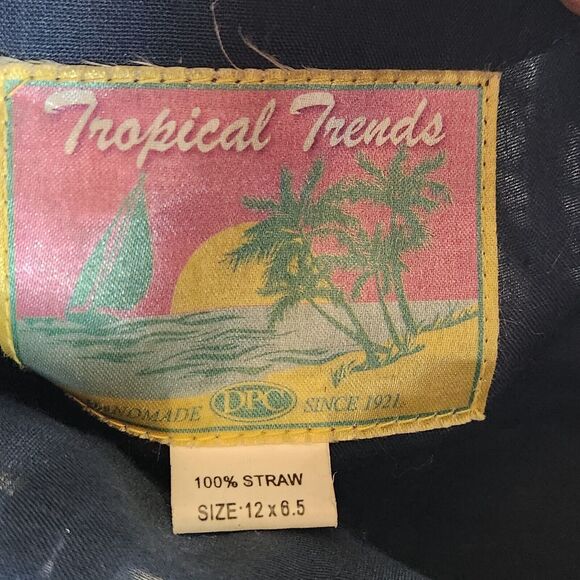 Tropical Trends
HANDMADE DPC SINCE 1921
100% STRAW
SIZE: 12 x 6.5